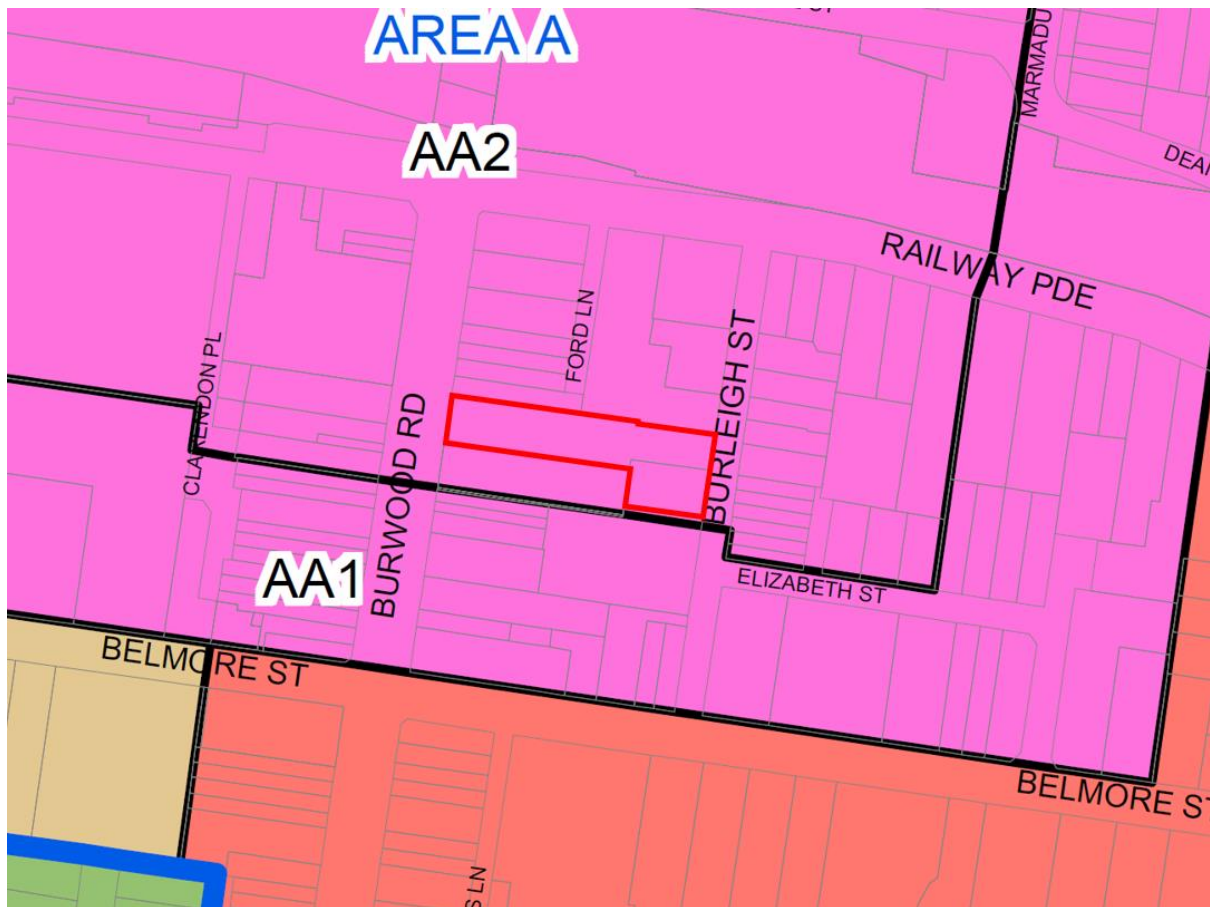 AREA A
MARMADU
AA2
RAILWAY PDE
FORD LN
BURLEIGH ST
CLARENDON PL
BURWOOD RD
AA1
ELIZABETH ST
BELMORE ST
BELMORE ST
S LN